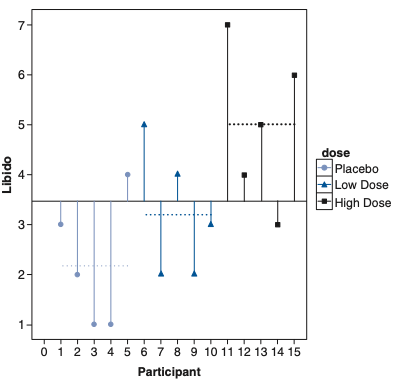 7
6
5
4
3
2
1
Libido
0 1 2 3 4 5 6 7 8 9 10 11 12 13 14 15
Participant
dose
Placebo
Low Dose
High Dose